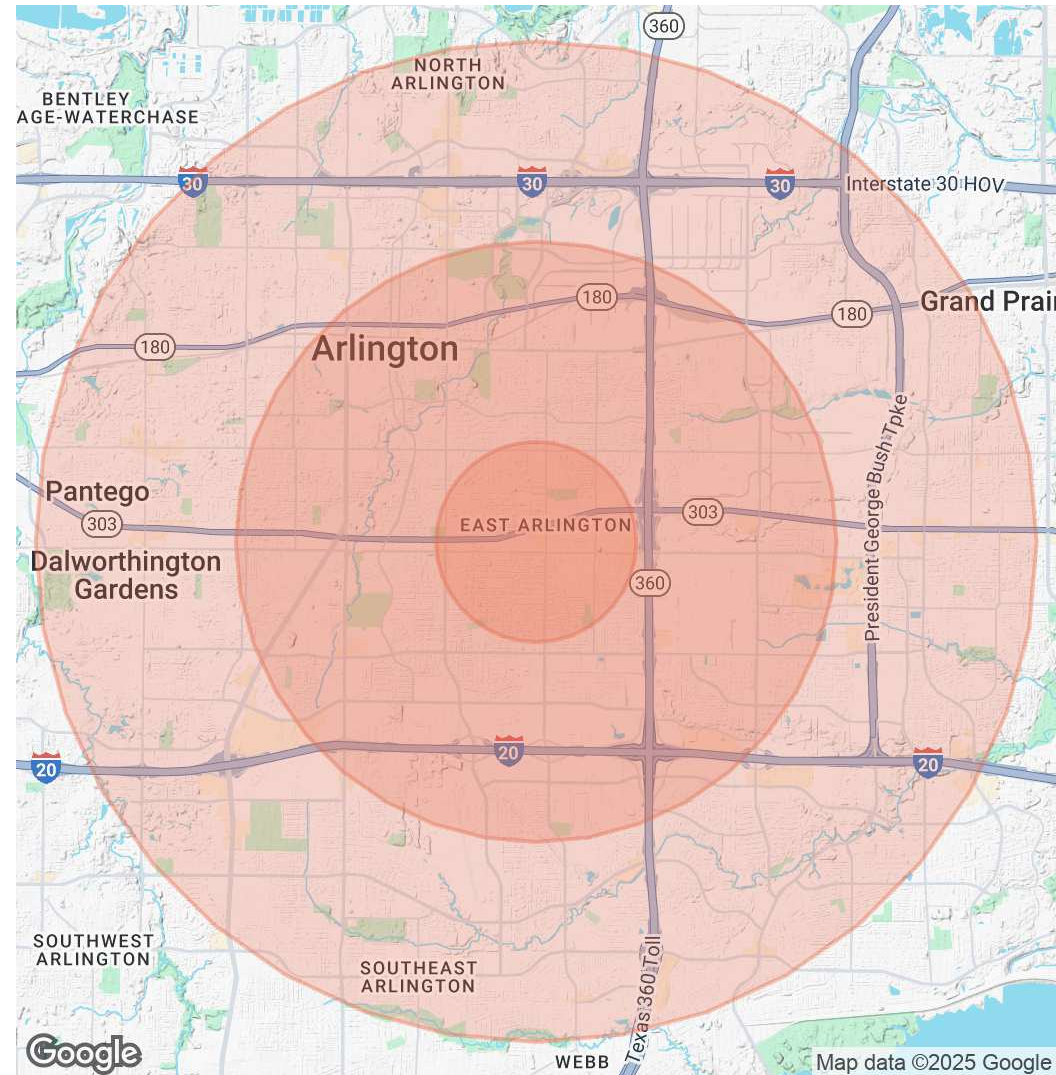 360
NORTH
ARLINGTON
BENTLEY
AGE-WATERCHASE
30
30
30
Interstate 30 HOV
180
Grand Prair
180
180
Arlington
President George Bush Tpke
Pantego
303
EAST ARLINGTON
303
Dalworthington
Gardens
360
20
20
20
SOUTHWEST
ARLINGTON
SOUTHEAST
ARLINGTON
Texas 360 Toll
Google
WEBB
Map data ©2025 Google